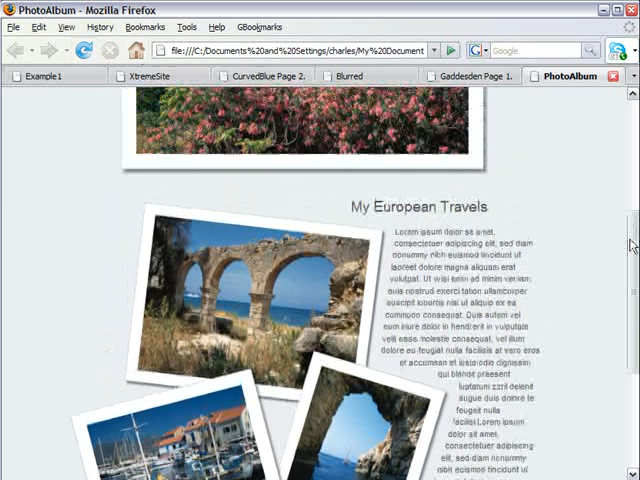 PhotoAlbum - Mozilla Firefox
File Edit View History Bookmarks Tools Help GBookmarks
file:///C:/Documents%20and%20Settings/charles/My%20Document
Google
Example1 XtremeSite CurvedBlue Page 2. Blurred Gaddesden Page 1. PhotoAlbum
My European Travels
Lorem ipsum dolor sit amet,
consectetuer adipiscing elit, sed diam
nonummy nibh euismod tincidunt ut
laoreet dolore magna aliquam erat
volutpat. Ut wisi enim ad minim veniam,
quis nostrud exerci tation ullamcorper
suscipit lobortis nisl ut aliquip ex ea
commodo consequat. Duis autem vel
eum iriure dolor in hendrerit in vulputate
velit esse molestie consequat, vel illum
dolore eu feugiat nulla facilisis at vero eros
et accumsan et iusto odio dignissim
qui blandit praesent
luptatum zzril delenit
augue duis dolore te
feugait nulla
facilisi.Lorem ipsum
dolor sit amet,
consectetuer adipiscing
elit, sed diam nonummy
nibh euismod tincidunt ut